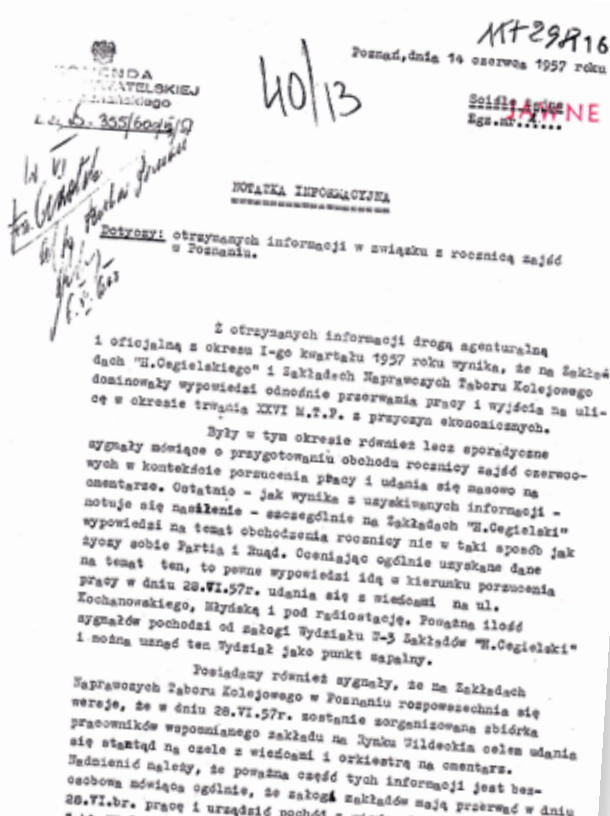 Poznań,dnia 14 czerwca 1957 roku
16
40/13
KOMENDA
JAWNE
Egz.nr.
NOTATKA INFORMACYJNA
Dotyczy: otrzymanych informacji w związku z rocznicą zajść
w Poznaniu.
Z otrzymanych informacji drogą agenturalną
i oficjalną z okresu I-go kwartału 1957 roku wynika, że na Zakła
dach "H.Cegielskiego" i Zakładach Naprawczych Taboru Kolejowego
dominowały wypowiedzi odnośnie przerwania pracy i wyjścia na uli-
cę w okresie trwania XXVI M.T.P. z przyczyn ekonomicznych.
Były w tym okresie również lecz sporadyczne
sygnały mówiące o przygotowaniu obchodu rocznicy zajść czerwco-
wych w kontekście porzucenia pracy i udania się masowo na
cmentarze. Ostatnio - jak wynika z uzyskiwanych informacji -
notuje się nasilenie - szczególnie na Zakładach "H.Cegielski"
wypowiedzi na temat obchodzenia rocznicy nie w taki sposób jak
życzy sobie Partia i Rząd. Oceniając ogólnie uzyskane dane
na temat ten, to pewne wypowiedzi idą w kierunku porzucenia
pracy w dniu 28.VI.57r. udania się z wieńcami na ul.
Kochanowskiego, Młyńską i pod radiostację. Poważna ilość
sygnałów pochodzi od załogi Wydziału W-3 Zakładów "H.Cegielski"
i można uznać ten Wydział jako punkt zapalny.
Posiadamy również sygnały, że na Zakładach
Naprawczych Taboru Kolejowego w Poznaniu rozpowszechnia się
wersje, że w dniu 28.VI.57r. zostanie zorganizowana zbiórka
pracowników wspomnianego zakładu na Rynku Wildeckia celem udania
się stamtąd na czele z wieńcami i orkiestrą na cmentarz.
Nadmienić należy, że poważna część tych informacji jest bez-
osobowa mówiąca ogólnie, że załogi zakładów mają przerwać w dniu
28.VI.br. pracę i urządzić pochód z